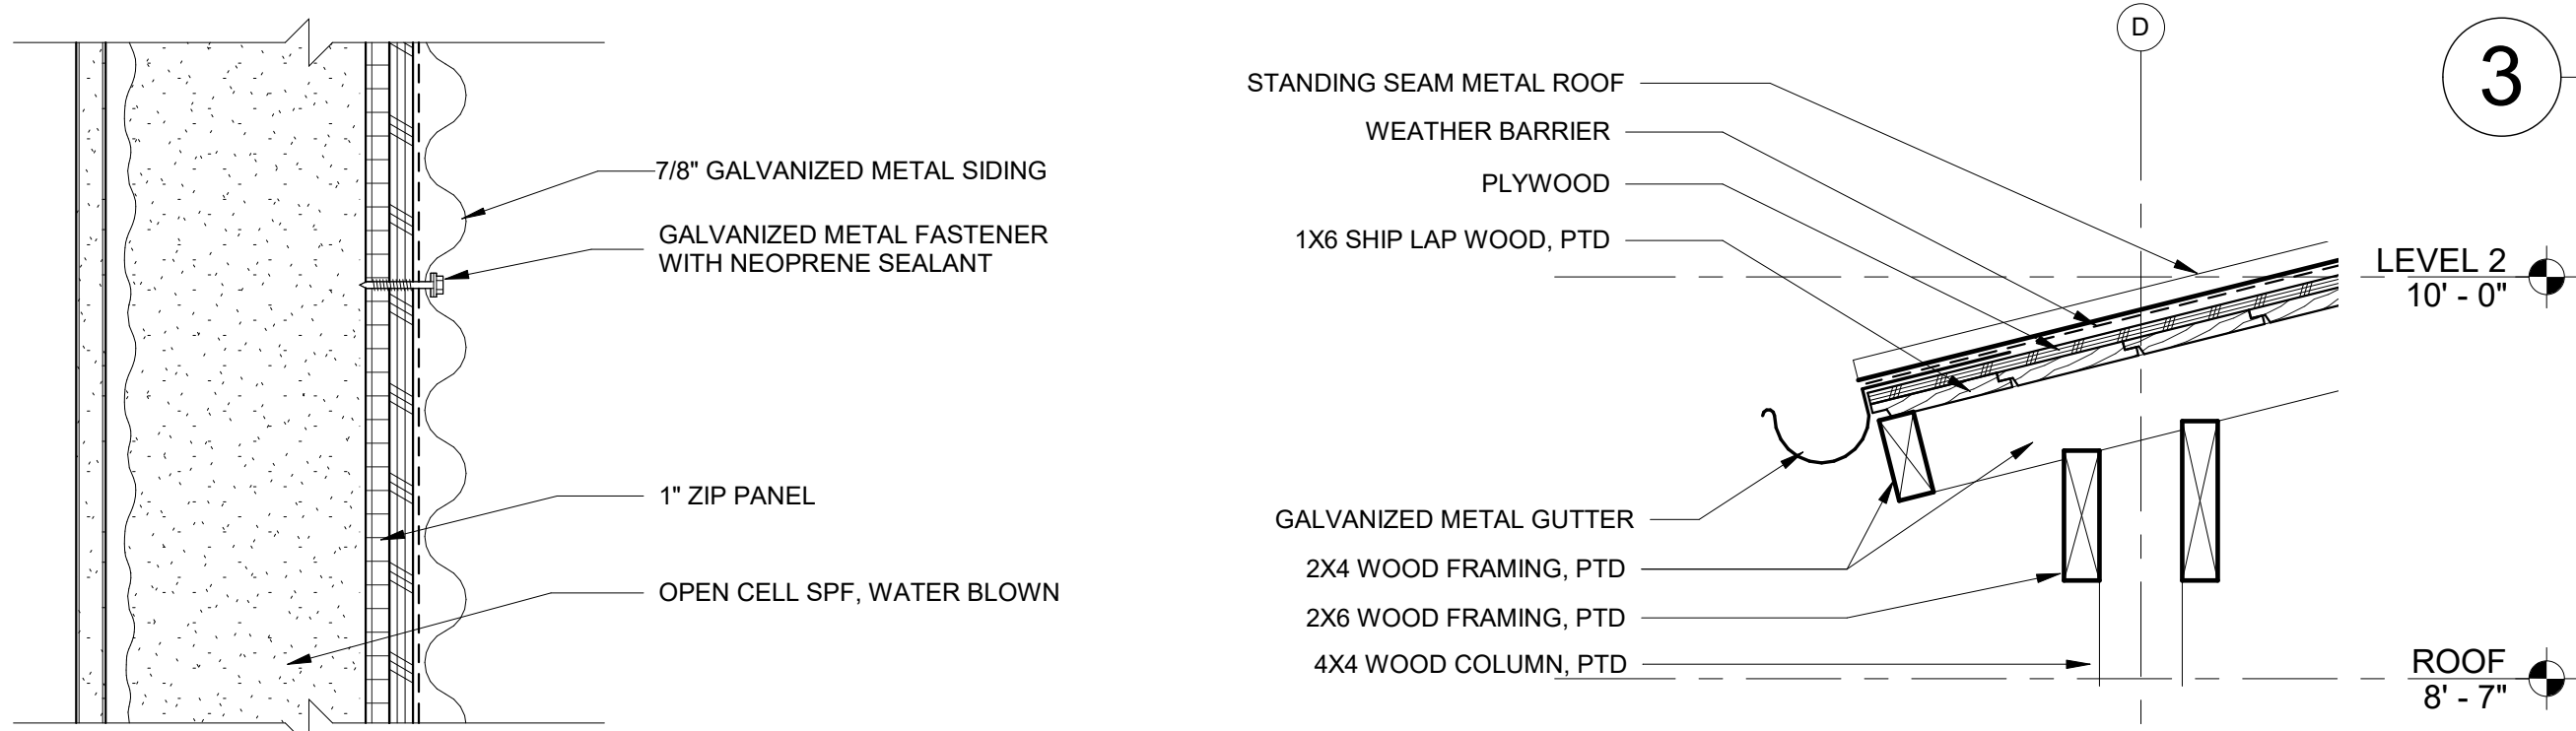 7/8" GALVANIZED METAL SIDING
GALVANIZED METAL FASTENER
WITH NEOPRENE SEALANT
1" ZIP PANEL
OPEN CELL SPF, WATER BLOWN
D
3
STANDING SEAM METAL ROOF
WEATHER BARRIER
PLYWOOD
1X6 SHIP LAP WOOD, PTD
LEVEL 2
10' - 0"
GALVANIZED METAL GUTTER
2X4 WOOD FRAMING, PTD
2X6 WOOD FRAMING, PTD
4X4 WOOD COLUMN, PTD
ROOF
8' - 7"